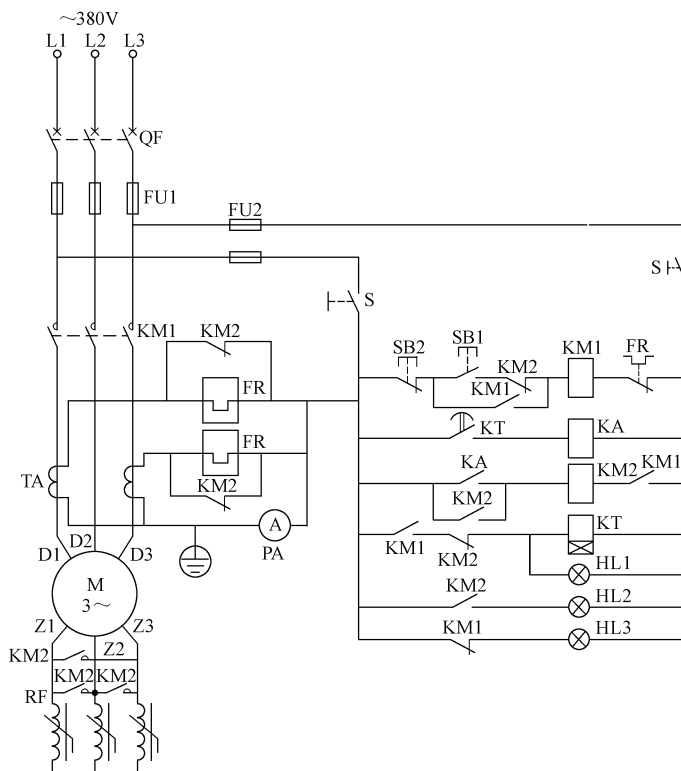 ～380V
L1 L2 L3
QF
FU1
FU2
S
S
KM1
KM2
SB2
SB1
KM2
KM1
FR
KM1
FR
KT
KA
FR
TA
KM2
KA
KM2
KM1
KM2
A
PA
KM1
KM2
KT
D1
D2
D3
HL1
M
3～
KM2
HL2
Z1
Z3
KM1
HL3
KM2
Z2
KM2
KM2
RF